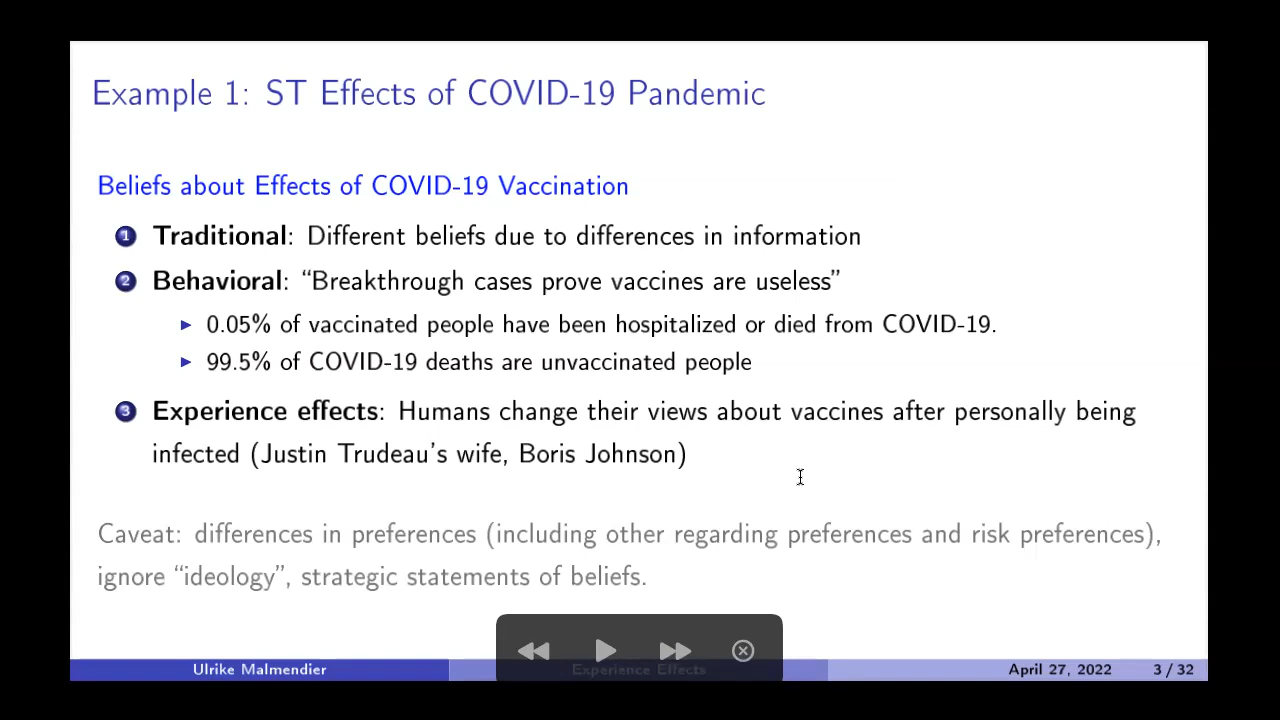 Example 1: ST Effects of COVID-19 Pandemic
Beliefs about Effects of COVID-19 Vaccination
1 Traditional: Different beliefs due to differences in information
2 Behavioral: “Breakthrough cases prove vaccines are useless”
▶ 0.05% of vaccinated people have been hospitalized or died from COVID-19.
▶ 99.5% of COVID-19 deaths are unvaccinated people
3 Experience effects: Humans change their views about vaccines after personally being
infected (Justin Trudeau's wife, Boris Johnson)
Caveat: differences in preferences (including other regarding preferences and risk preferences),
ignore “ideology”, strategic statements of beliefs.
Ulrike Malmendier Experience Effects April 27, 2022 3 / 32